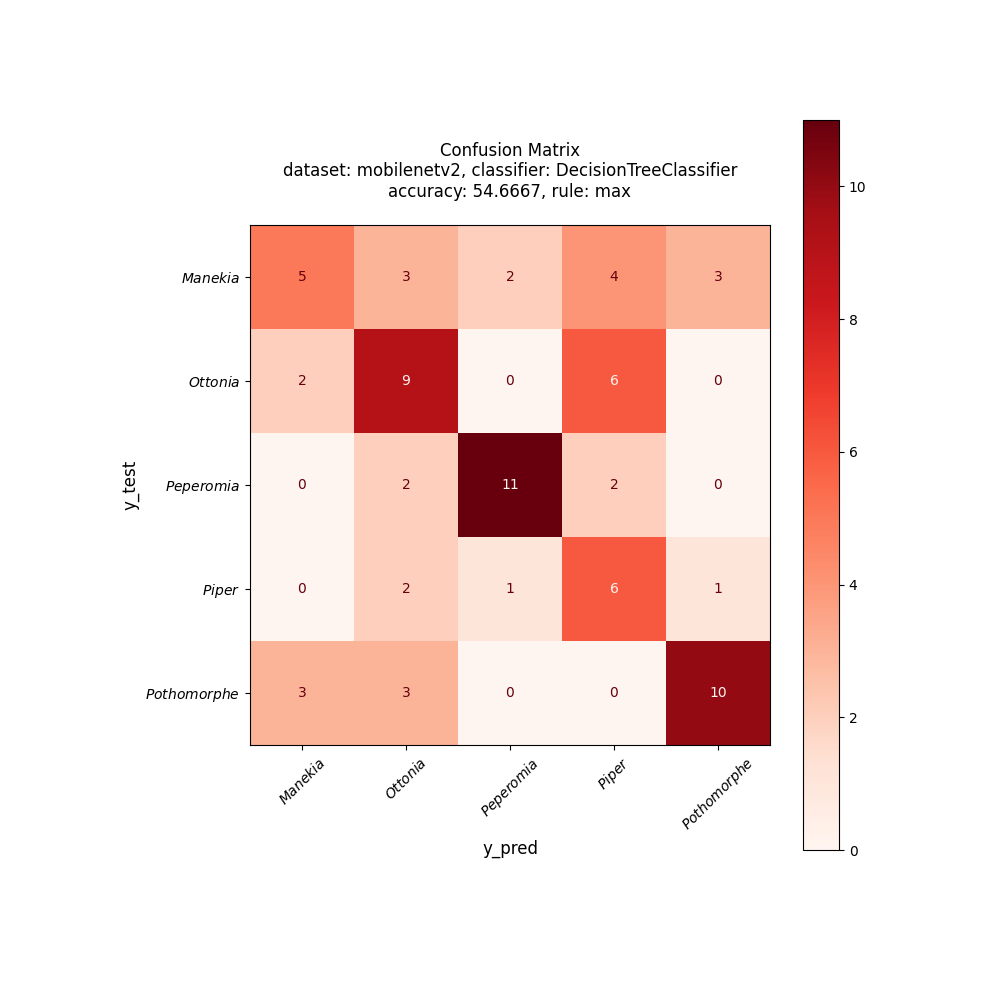 Confusion Matrix
dataset: mobilenetv2, classifier: DecisionTreeClassifier
accuracy: 54.6667, rule: max
y_test
Manekia 5 3 2 4 3
Ottonia 2 9 0 6 0
Peperomia 0 2 11 2 0
Piper 0 2 1 6 1
Pothomorphe 3 3 0 0 10
Manekia Ottonia Peperomia Piper Pothomorphe
y_pred
10
8
6
4
2
0